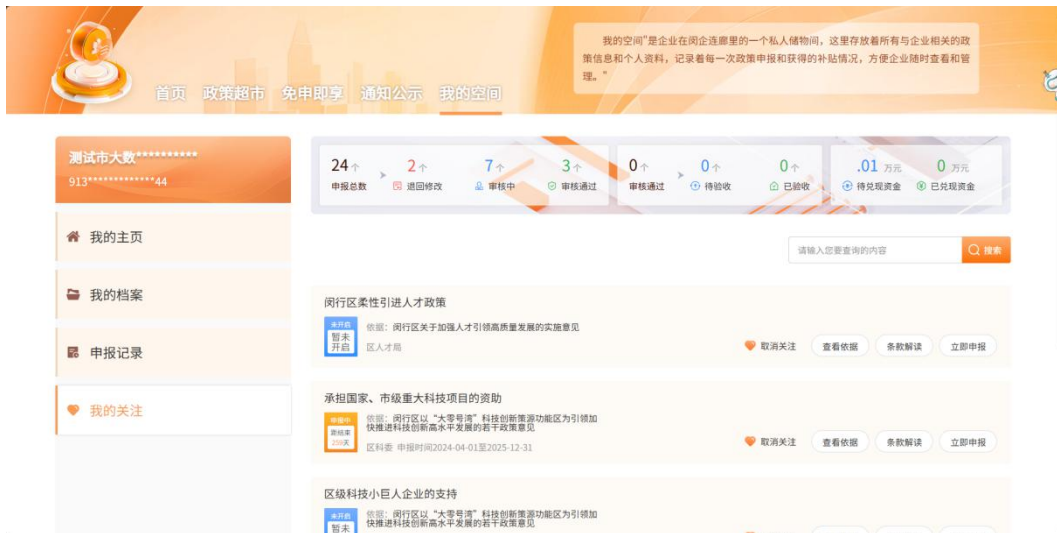 我的空间"是企业在闵企连廊里的一个私人储物间，这里存放着所有与企业相关的政
策信息和个人资料，记录着每一次政策申报和获得的补贴情况，方便企业随时查看和管
理。"
首页 政策超市 免申即享 通知公示 我的空间
测试市大数**********
913*************44
24个 2个 7个 3个 0个 0个 0个 .01 万元 0 万元
申报总数 退回修改 审核中 审核通过 审核通过 待验收 已验收 待兑现资金 已兑现资金
我的主页
我的档案
申报记录
我的关注
请输入您要查询的内容 搜索
闵行区柔性引进人才政策
未开启
暂未
开启
依据：闵行区关于加强人才引领高质量发展的实施意见
区人才局
取消关注 查看依据 条款解读 立即申报
承担国家、市级重大科技项目的资助
申报中
距结束
259天
依据：闵行区以“大零号湾”科技创新策源功能区为引领加
快推进科技创新高水平发展的若干政策意见
区科委 申报时间2024-04-01至2025-12-31
取消关注 查看依据 条款解读 立即申报
区级科技小巨人企业的支持
未开启
暂未
依据：闵行区以“大零号湾”科技创新策源功能区为引领加
快推进科技创新高水平发展的若干政策意见